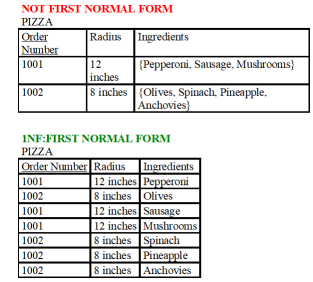 NOT FIRST NORMAL FORM
PIZZA
Order Radius Ingredients
Number
1001 12 {Pepperoni, Sausage, Mushrooms}
inches
1002 8 inches {Olives, Spinach, Pineapple,
Anchovies}
1NF:FIRST NORMAL FORM
PIZZA
Order Number Radius Ingredients
1001 12 inches Pepperoni
1002 8 inches Olives
1001 12 inches Sausage
1001 12 inches Mushrooms
1002 8 inches Spinach
1002 8 inches Pineapple
1002 8 inches Anchovies